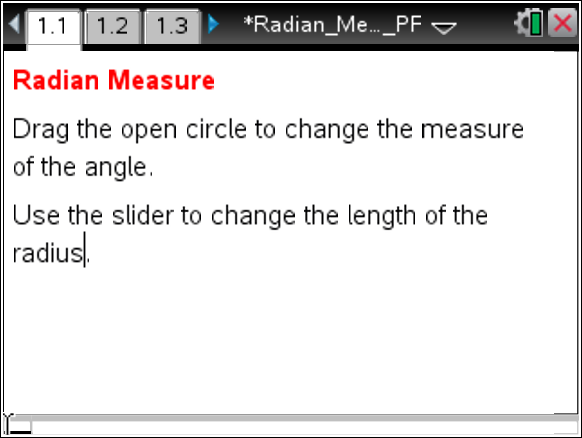 1.1 1.2 1.3 *Radian_Me..._PF
Radian Measure
Drag the open circle to change the measure
of the angle.
Use the slider to change the length of the
radius.